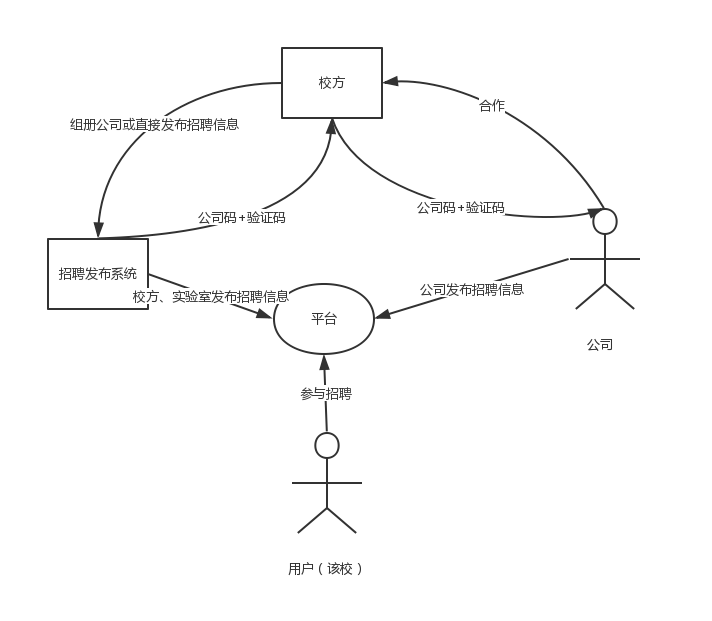 校方
合作
组册公司或直接发布招聘信息
公司码+验证码
公司码+验证码
招聘发布系统
校方、实验室发布招聘信息
公司发布招聘信息
平台
公司
参与招聘
用户（该校）